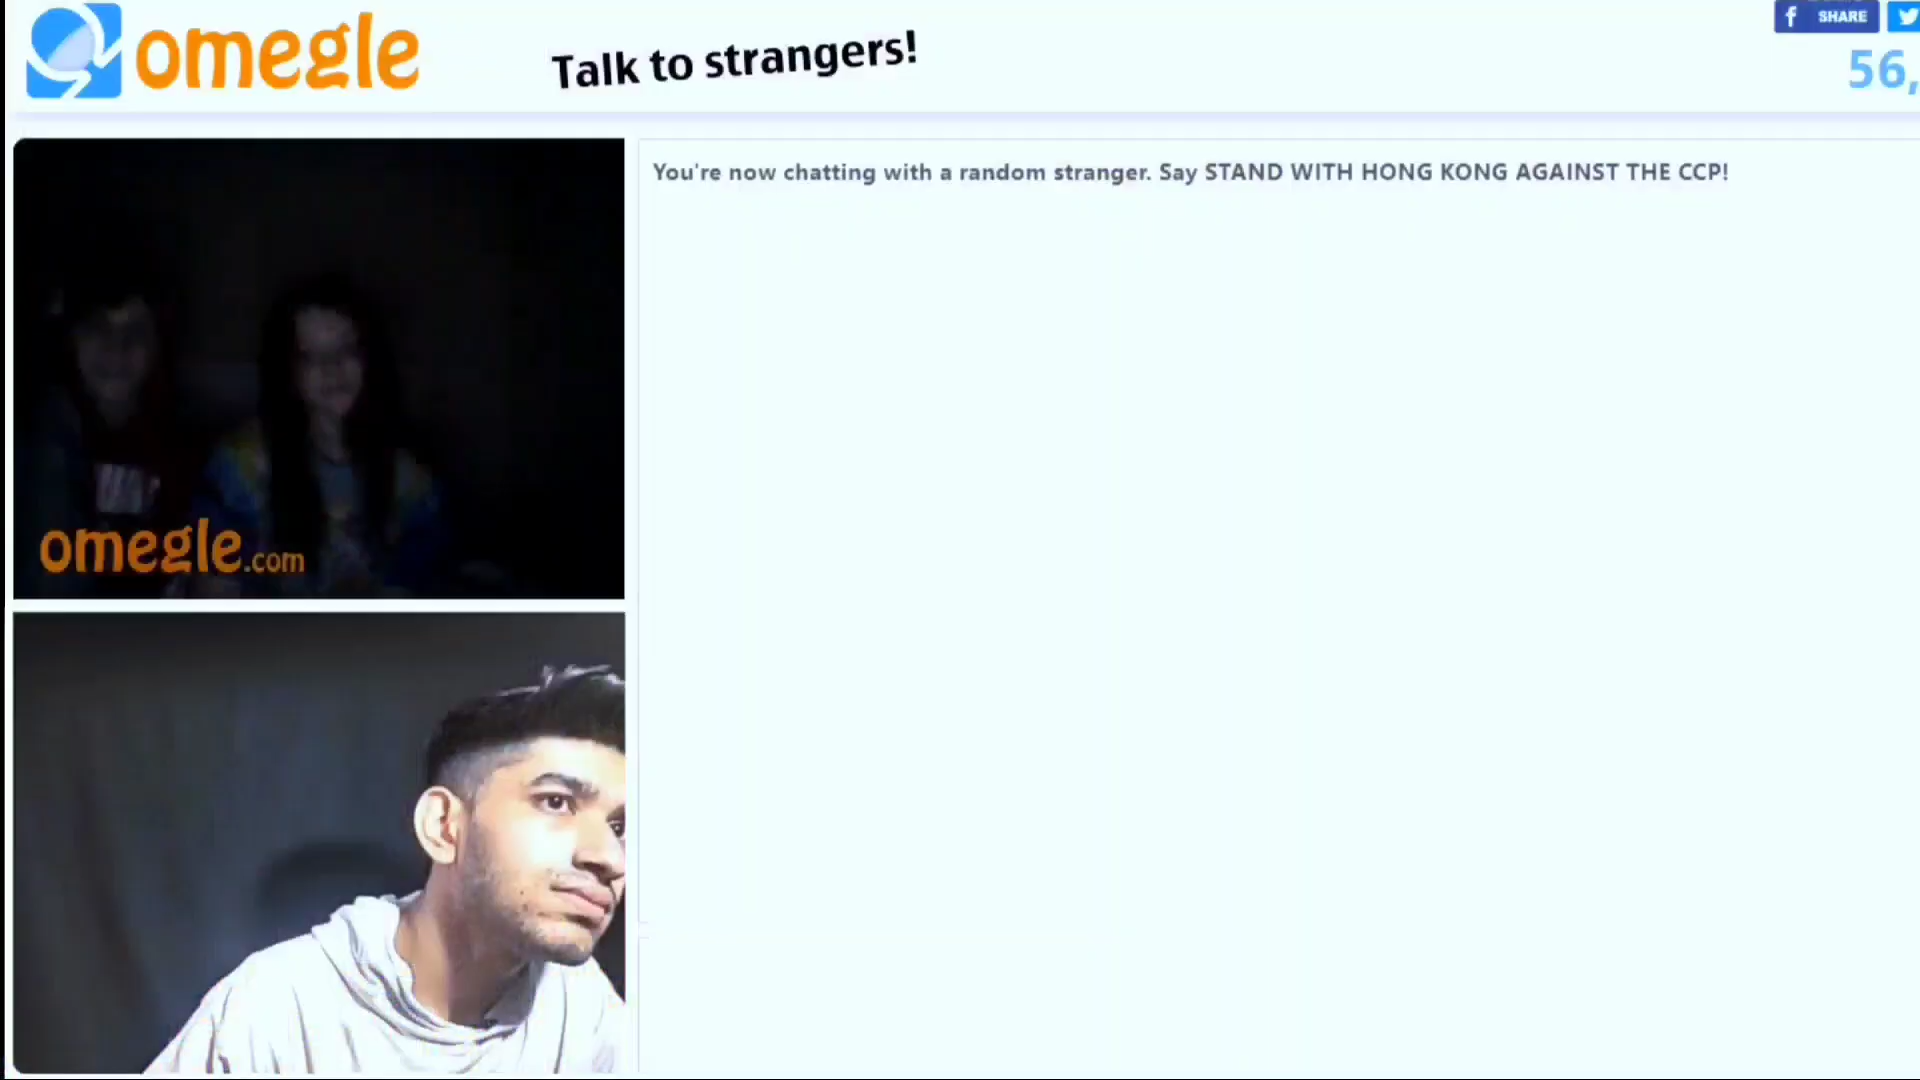 omegle
Talk to strangers!
f SHARE
56,
You're now chatting with a random stranger. Say STAND WITH HONG KONG AGAINST THE CCP!
omegle.com